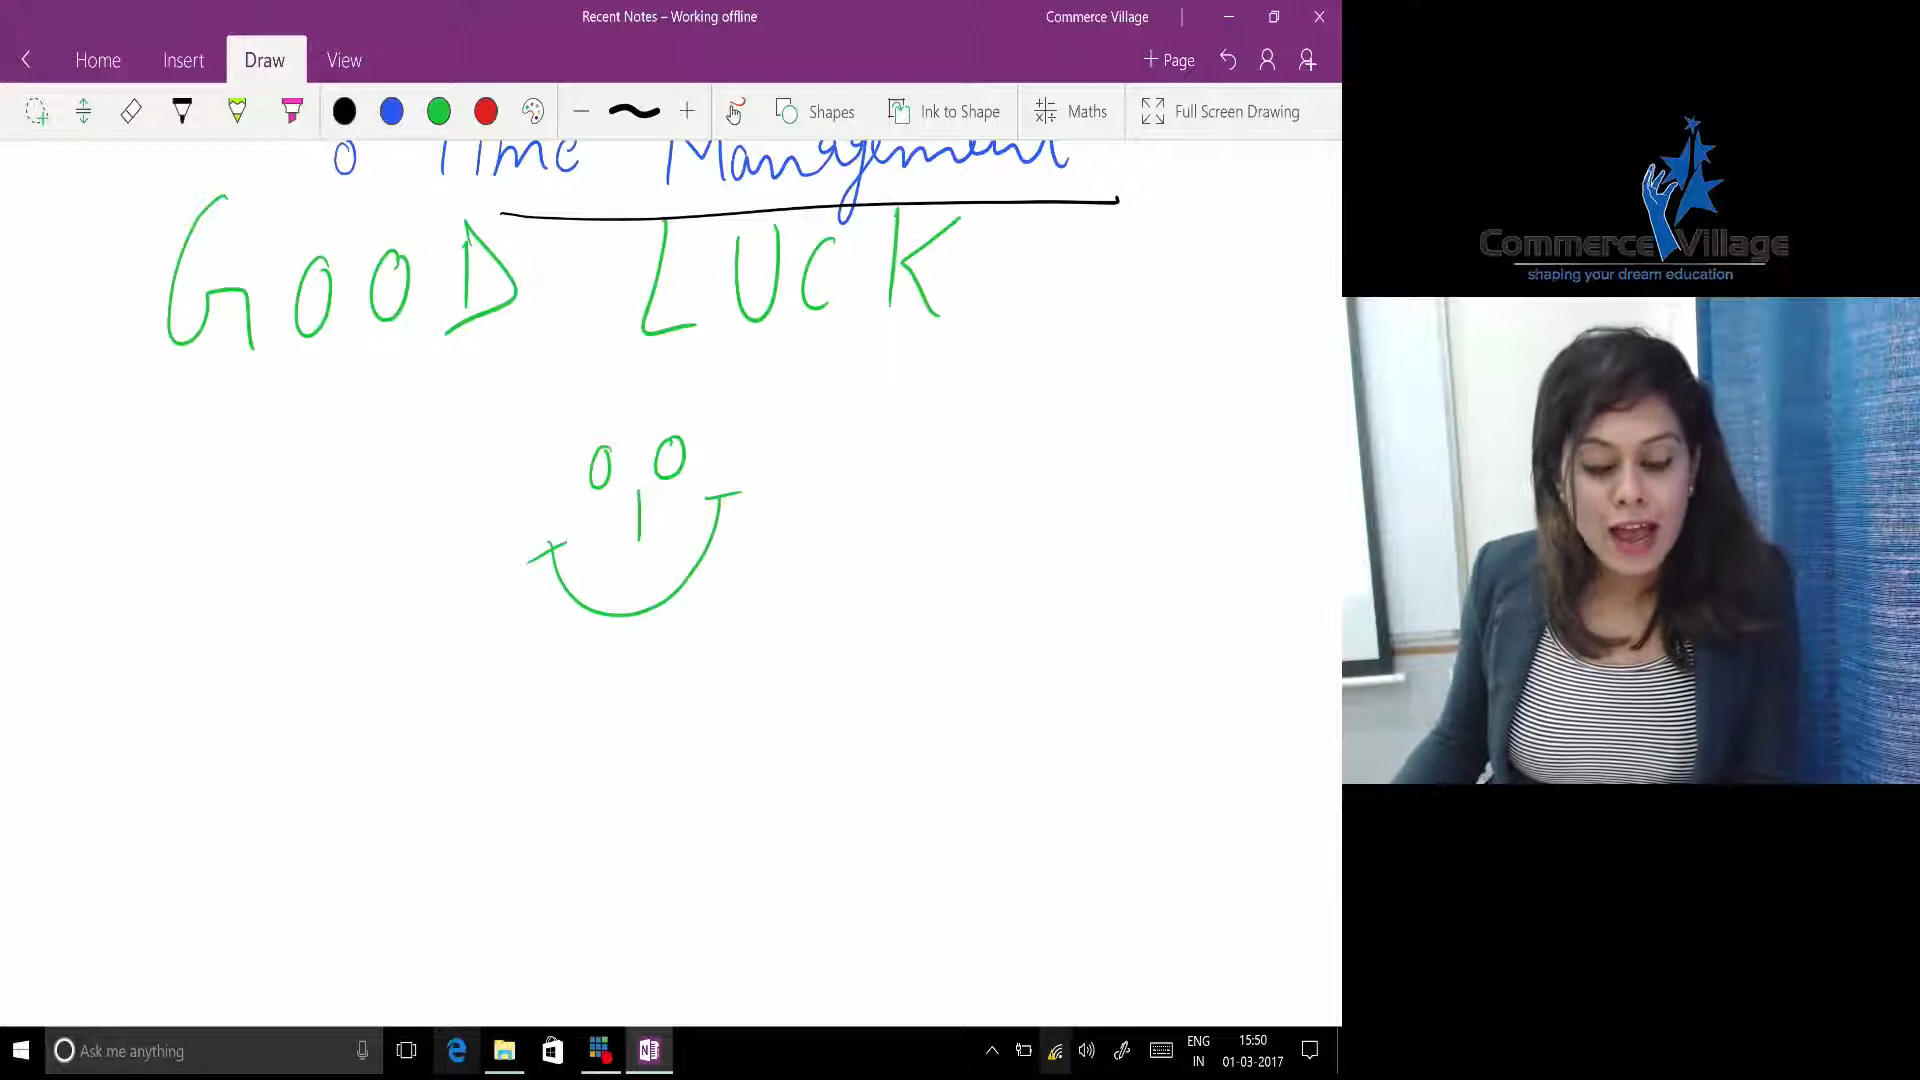 Recent Notes – Working offline
Commerce Village
Home
Insert
Draw
View
+ Page
Shapes
Ink to Shape
Maths
Full Screen Drawing
o Time Management
GOOD LUCK
Commerce Village
shaping your dream education
Ask me anything
ENG
IN
15:50
01-03-2017